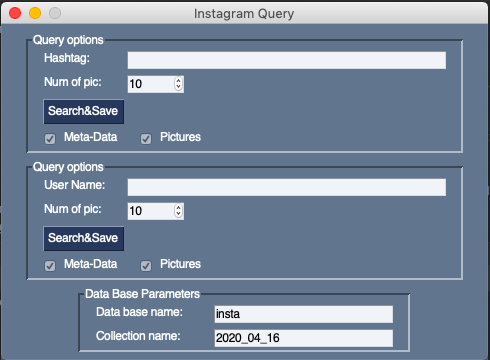 Instagram Query
Query options
Hashtag:
Num of pic: 10
Search&Save
Meta-Data Pictures
Query options
User Name:
Num of pic: 10
Search&Save
Meta-Data Pictures
Data Base Parameters
Data base name: insta
Collection name: 2020_04_16